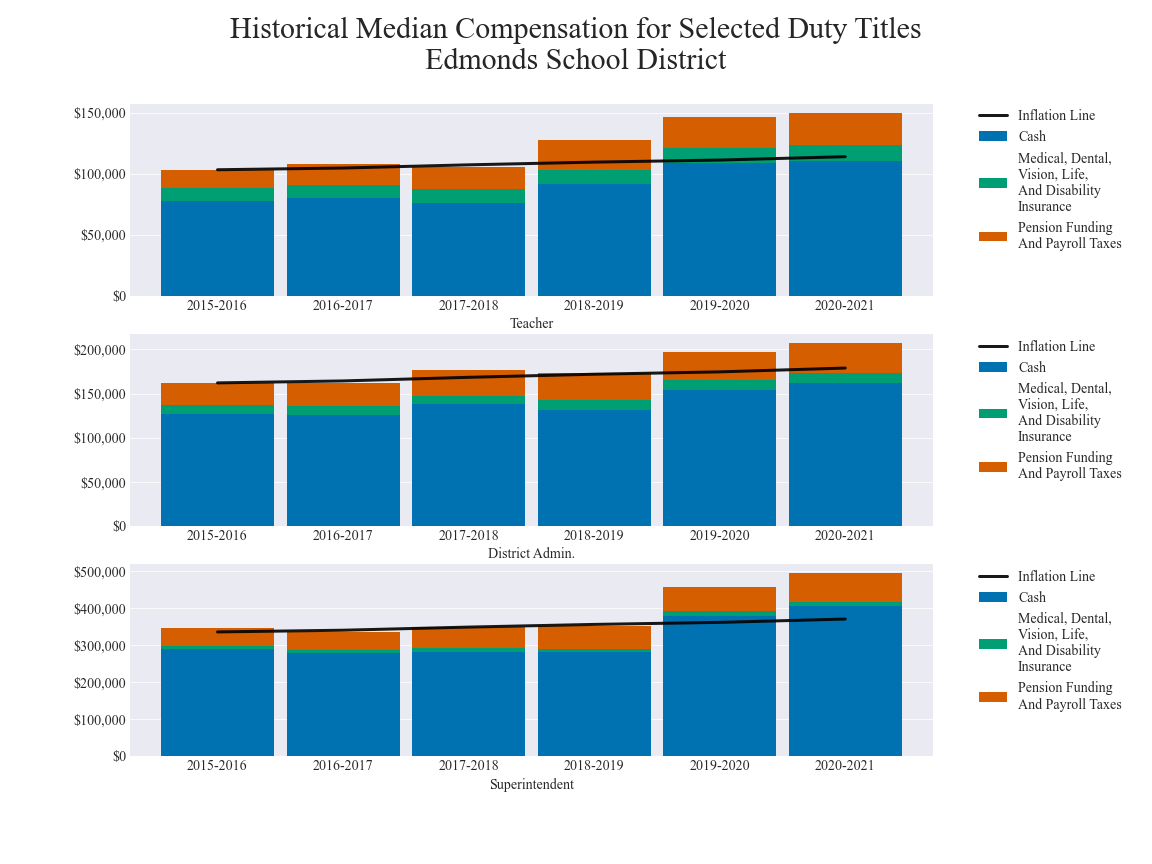 Historical Median Compensation for Selected Duty Titles
Edmonds School District
$150,000
$100,000
$50,000
$0
2015-2016
2016-2017
2017-2018
2018-2019
2019-2020
2020-2021
Teacher
Inflation Line
Cash
Medical, Dental,
Vision, Life,
And Disability
Insurance
Pension Funding
And Payroll Taxes
$200,000
$150,000
$100,000
$50,000
$0
2015-2016
2016-2017
2017-2018
2018-2019
2019-2020
2020-2021
District Admin.
Inflation Line
Cash
Medical, Dental,
Vision, Life,
And Disability
Insurance
Pension Funding
And Payroll Taxes
$500,000
$400,000
$300,000
$200,000
$100,000
$0
2015-2016
2016-2017
2017-2018
2018-2019
2019-2020
2020-2021
Superintendent
Inflation Line
Cash
Medical, Dental,
Vision, Life,
And Disability
Insurance
Pension Funding
And Payroll Taxes